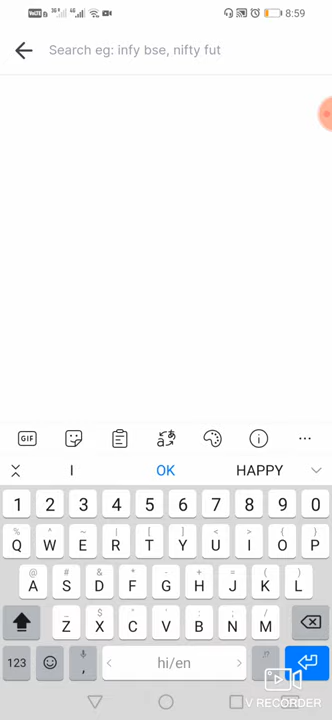 8:59
Search eg: infy bse, nifty fut
GIF
I OK HAPPY
1 2 3 4 5 6 7 8 9 0
% ^ ~ | [ ] < > { }
Q W E R T Y U I O P
@ # & * - + = ( )
A S D F G H J K L
_ $ " ' : ; /
Z X C V B N M
123 , hi/en
V RECORDER